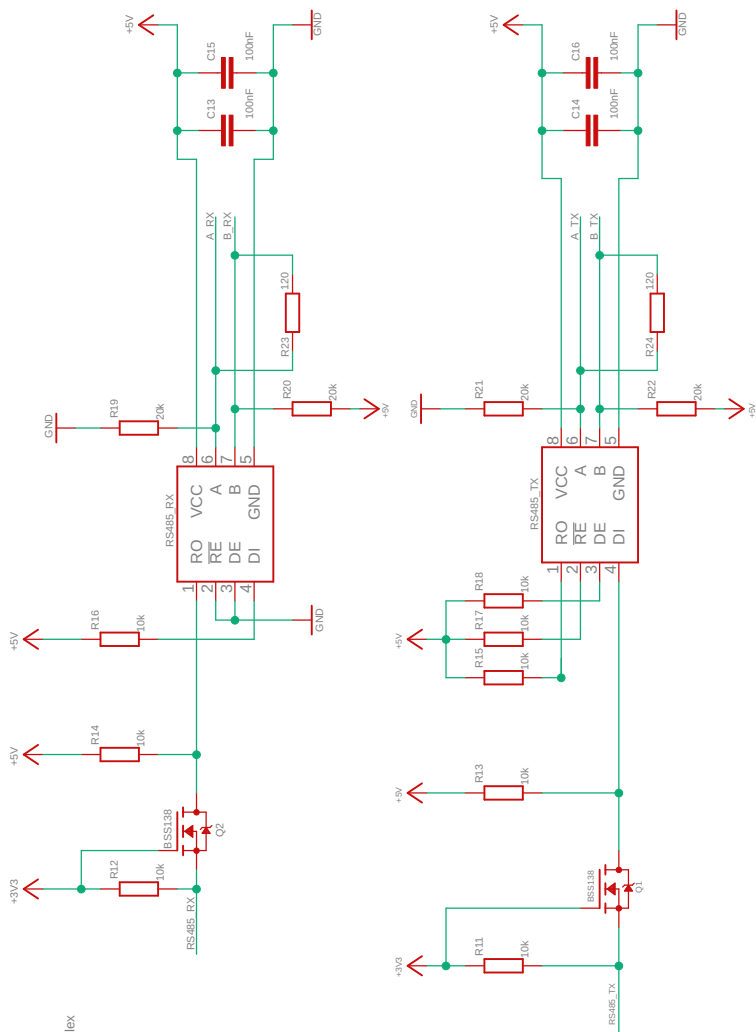 +5V
GND
C15
100nF
C13
100nF
A_RX
B_RX
R23
120
GND
R19
20k
R20
20k
+5V
RS485_RX
8
6
7
5
VCC
A
B
GND
RO
RE
DE
DI
1
2
3
4
GND
+5V
R16
10k
+5V
R14
10k
BSS138
Q2
+3V3
R12
10k
RS485_RX
lex
+5V
GND
C16
100nF
C14
100nF
A_TX
B_TX
R24
120
GND
R21
20k
R22
20k
+5V
RS485_TX
8
6
7
5
VCC
A
B
GND
RO
RE
DE
DI
1
2
3
4
+5V
R18
10k
R17
10k
R15
10k
+5V
R13
10k
BSS138
Q1
+3V3
R11
10k
RS485_TX